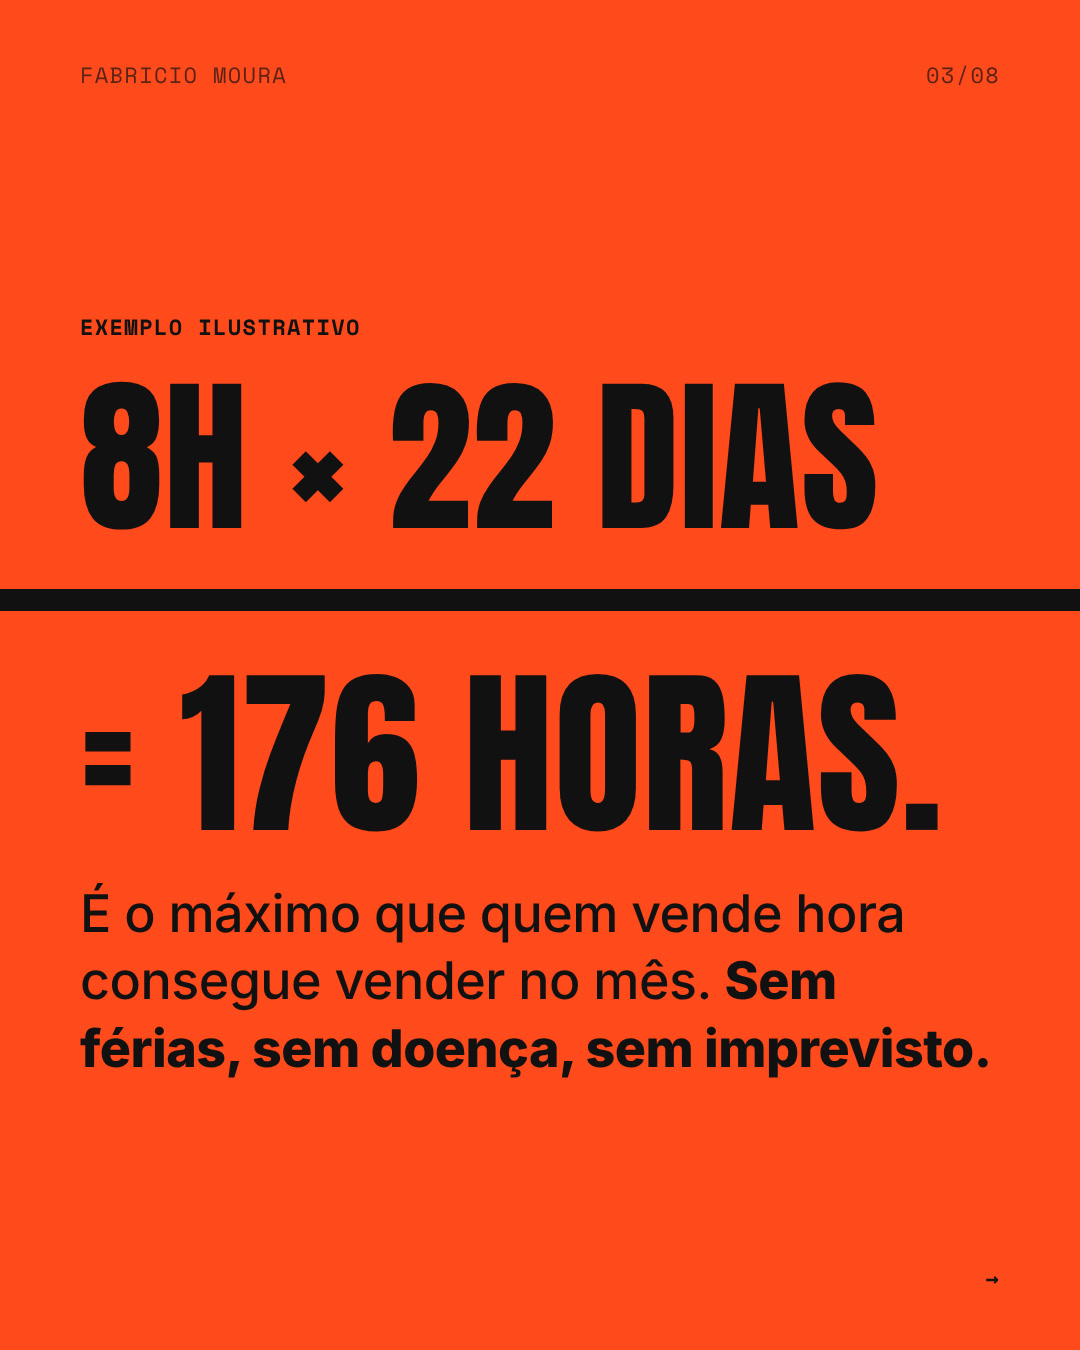 FABRICIO MOURA
03/08
EXEMPLO ILUSTRATIVO
8H × 22 DIAS
= 176 HORAS.
É o máximo que quem vende hora
consegue vender no mês. Sem
férias, sem doença, sem imprevisto.
→